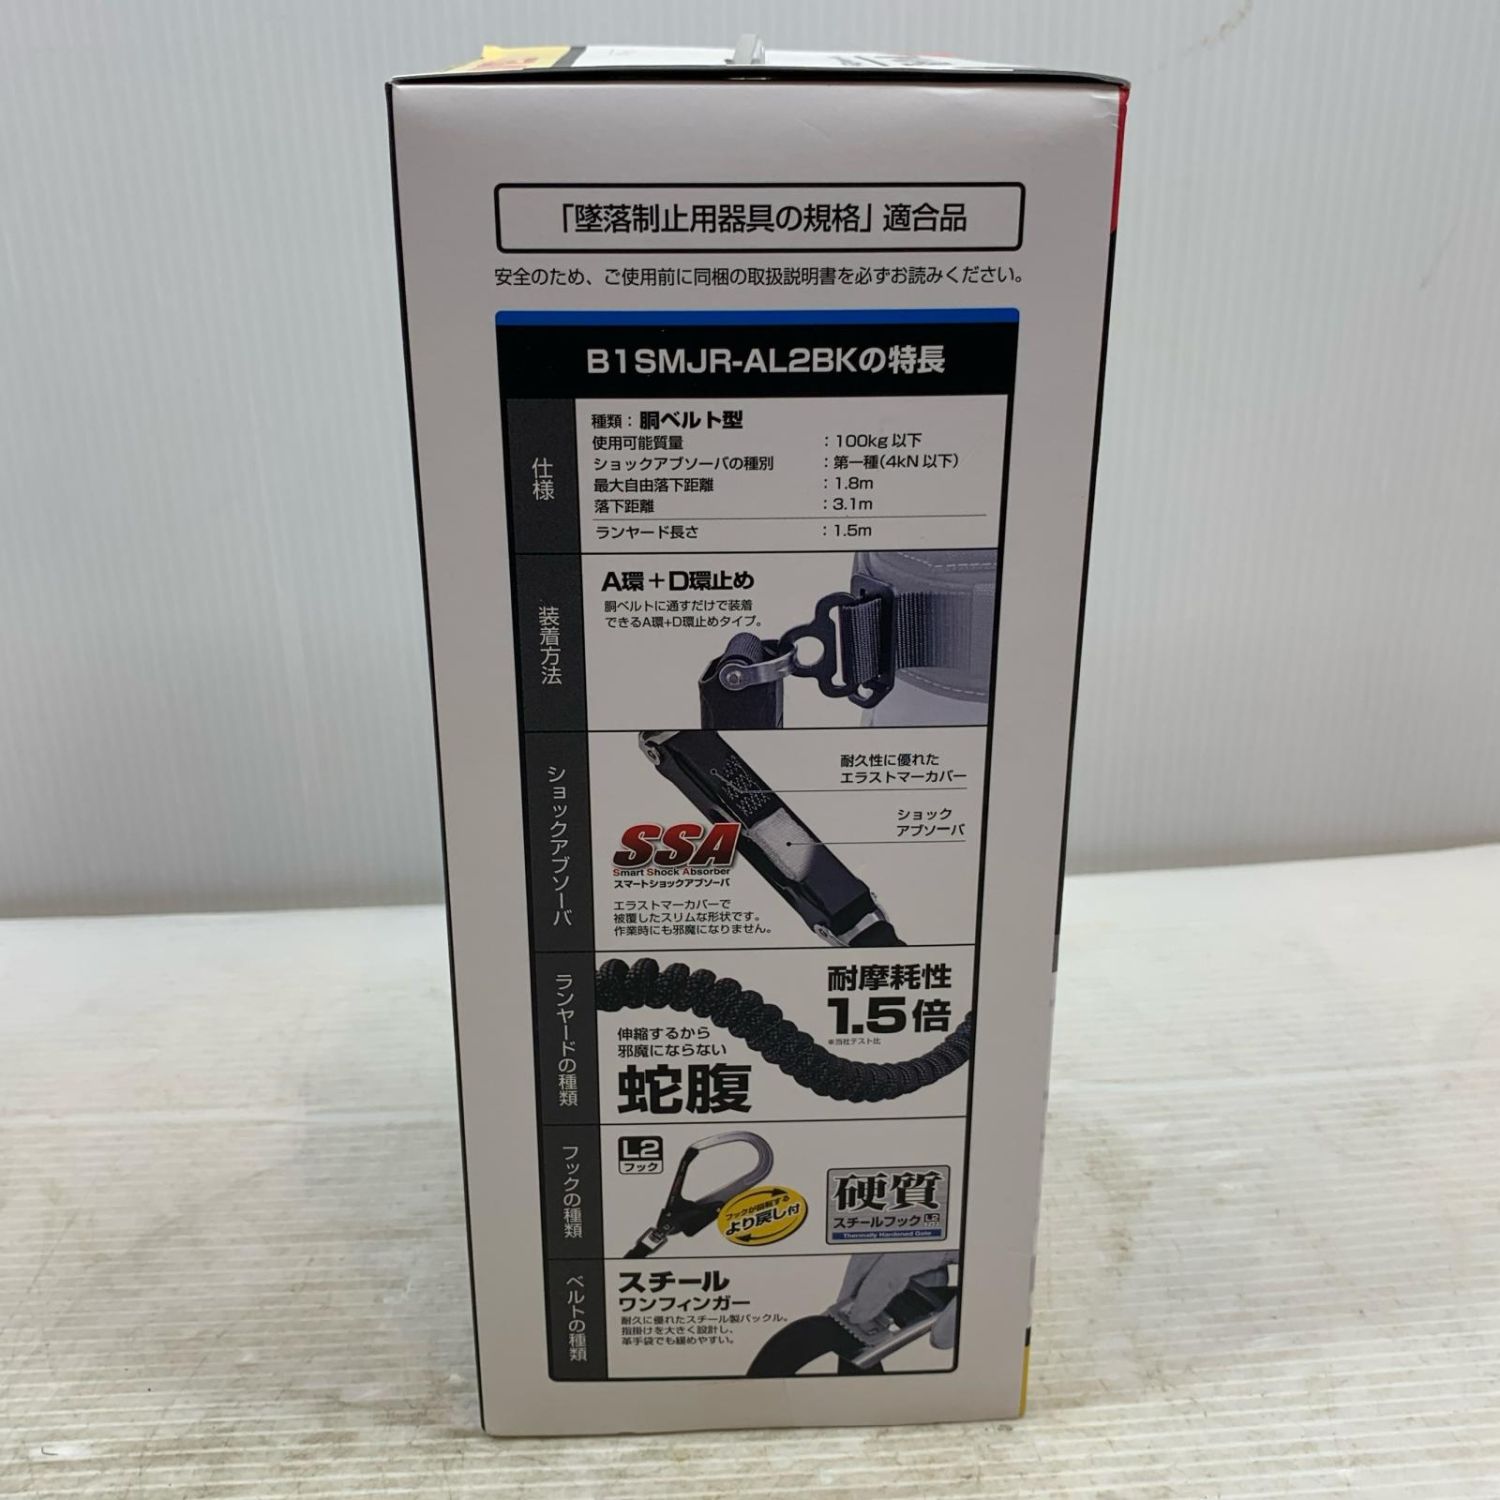 「墜落制止用器具の規格」適合品
安全のため、ご使用前に同梱の取扱説明書を必ずお読みください。
B1SMJR-AL2BKの特長
仕様
種類：胴ベルト型
使用可能質量：100kg以下
ショックアブソーバの種別：第一種(4kN以下)
最大自由落下距離：1.8m
落下距離：3.1m
ランヤード長さ：1.5m
装着方法
A環＋D環止め
胴ベルトに通すだけで装着
できるA環+D環止めタイプ。
ショックアブソーバ
耐久性に優れた
エラストマーカバー
ショック
アブソーバ
SSA
Smart Shock Absorber
スマートショックアブソーバ
エラストマーカバーで
被覆したスリムな形状です。
作業時にも邪魔になりません。
ランヤードの種類
耐摩耗性
1.5倍
※当社テスト比
伸縮するから
邪魔にならない
蛇腹
フックの種類
L2
フック
フックが回転する
より戻し付
硬質
スチールフックL2
Thermally Hardened Gate
ベルトの種類
スチール
ワンフィンガー
耐久に優れたスチール製バックル。
指掛けを大きく設計し、
革手袋でも緩めやすい。